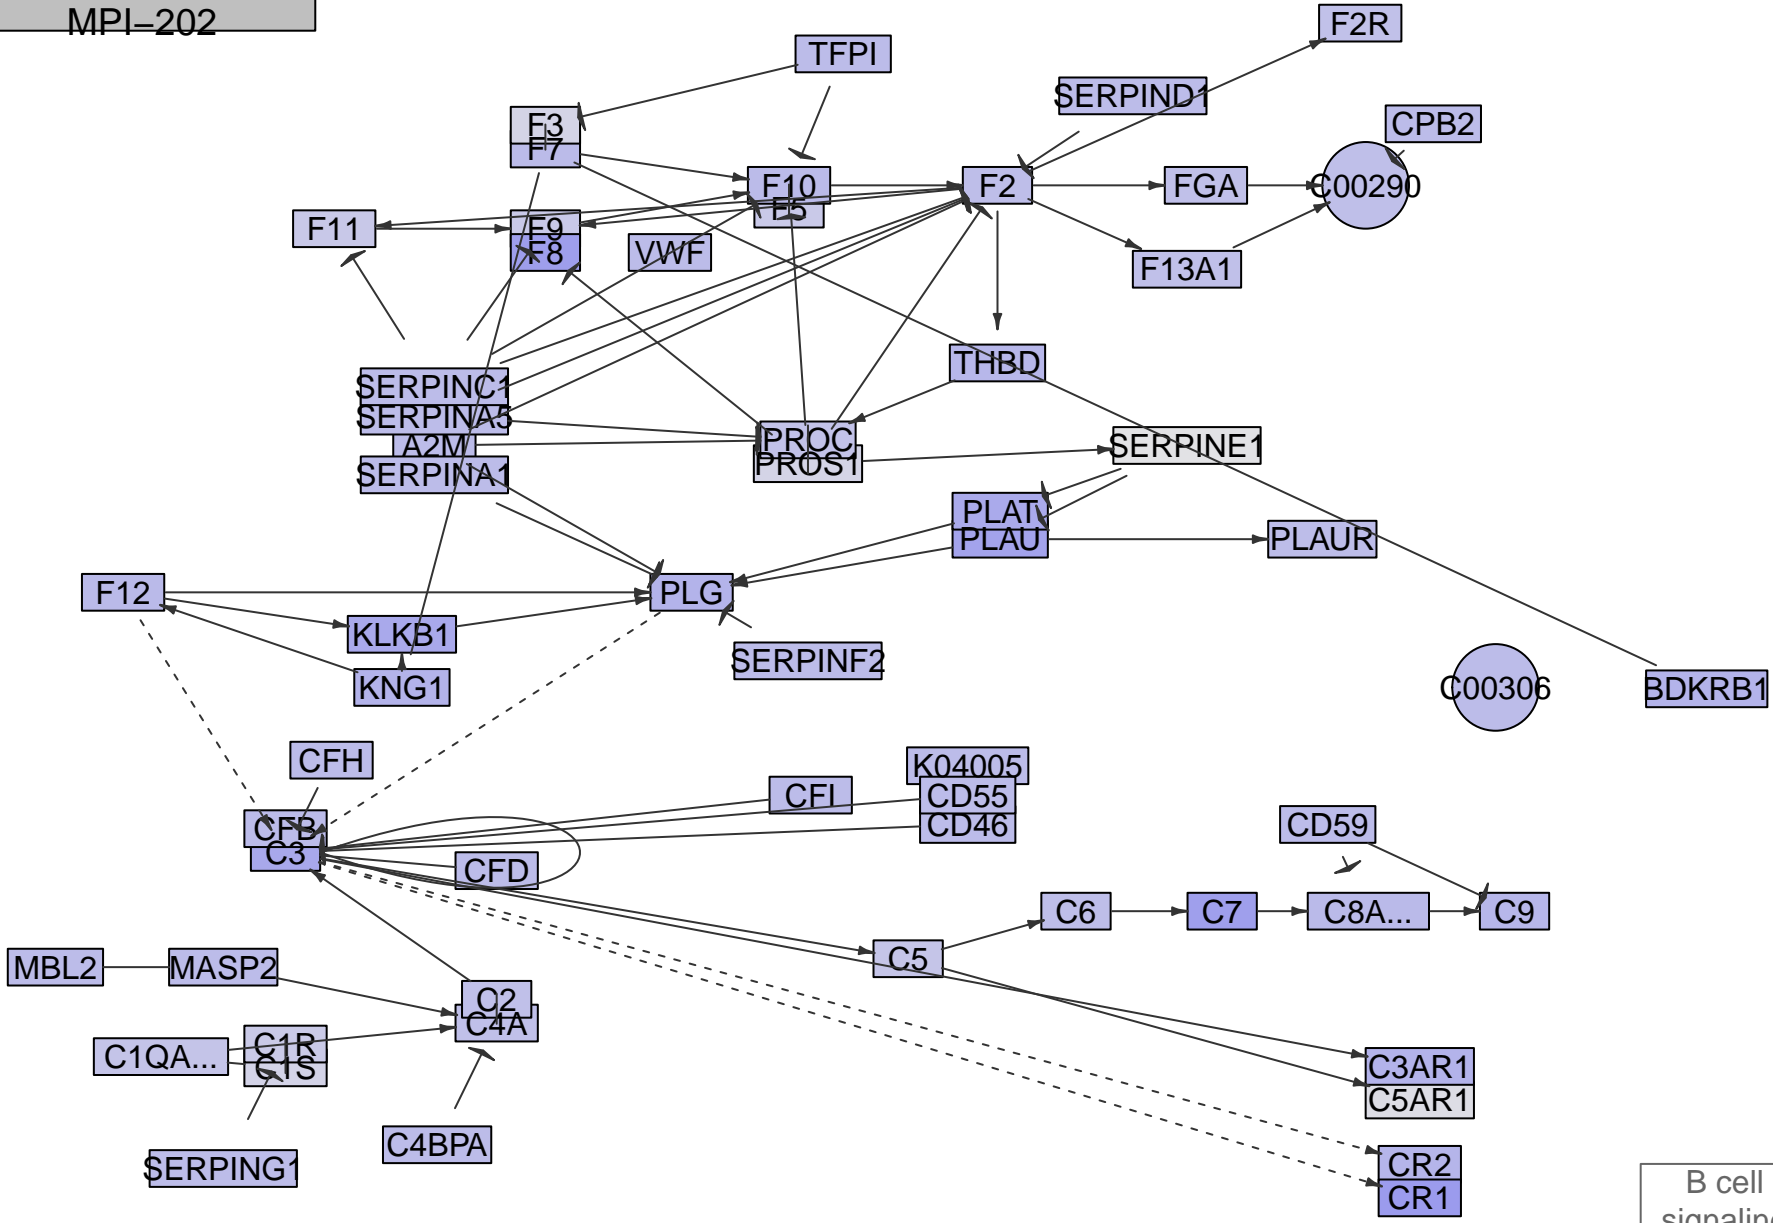 MPI–202
F2R
TFPI
SERPIND1
CPB2
F3
F7
F10
F5
F2
FGA
C00290
F11
F9
F8
VWF
F13A1
THBD
SERPINC1
SERPINA5
A2M
SERPINA1
PROC
PROS1
SERPINE1
PLAT
PLAU
PLAUR
F12
PLG
KLKB1
SERPINF2
KNG1
C00306
BDKRB1
CFH
K04005
CFI
CD55
CD46
CFB
C3
CFD
CD59
C6
C7
C8A...
C9
C5
MBL2
MASP2
C2
C4A
C1QA...
C1R
C1S
C3AR1
C5AR1
C4BPA
SERPING1
CR2
CR1
B cell
signaling